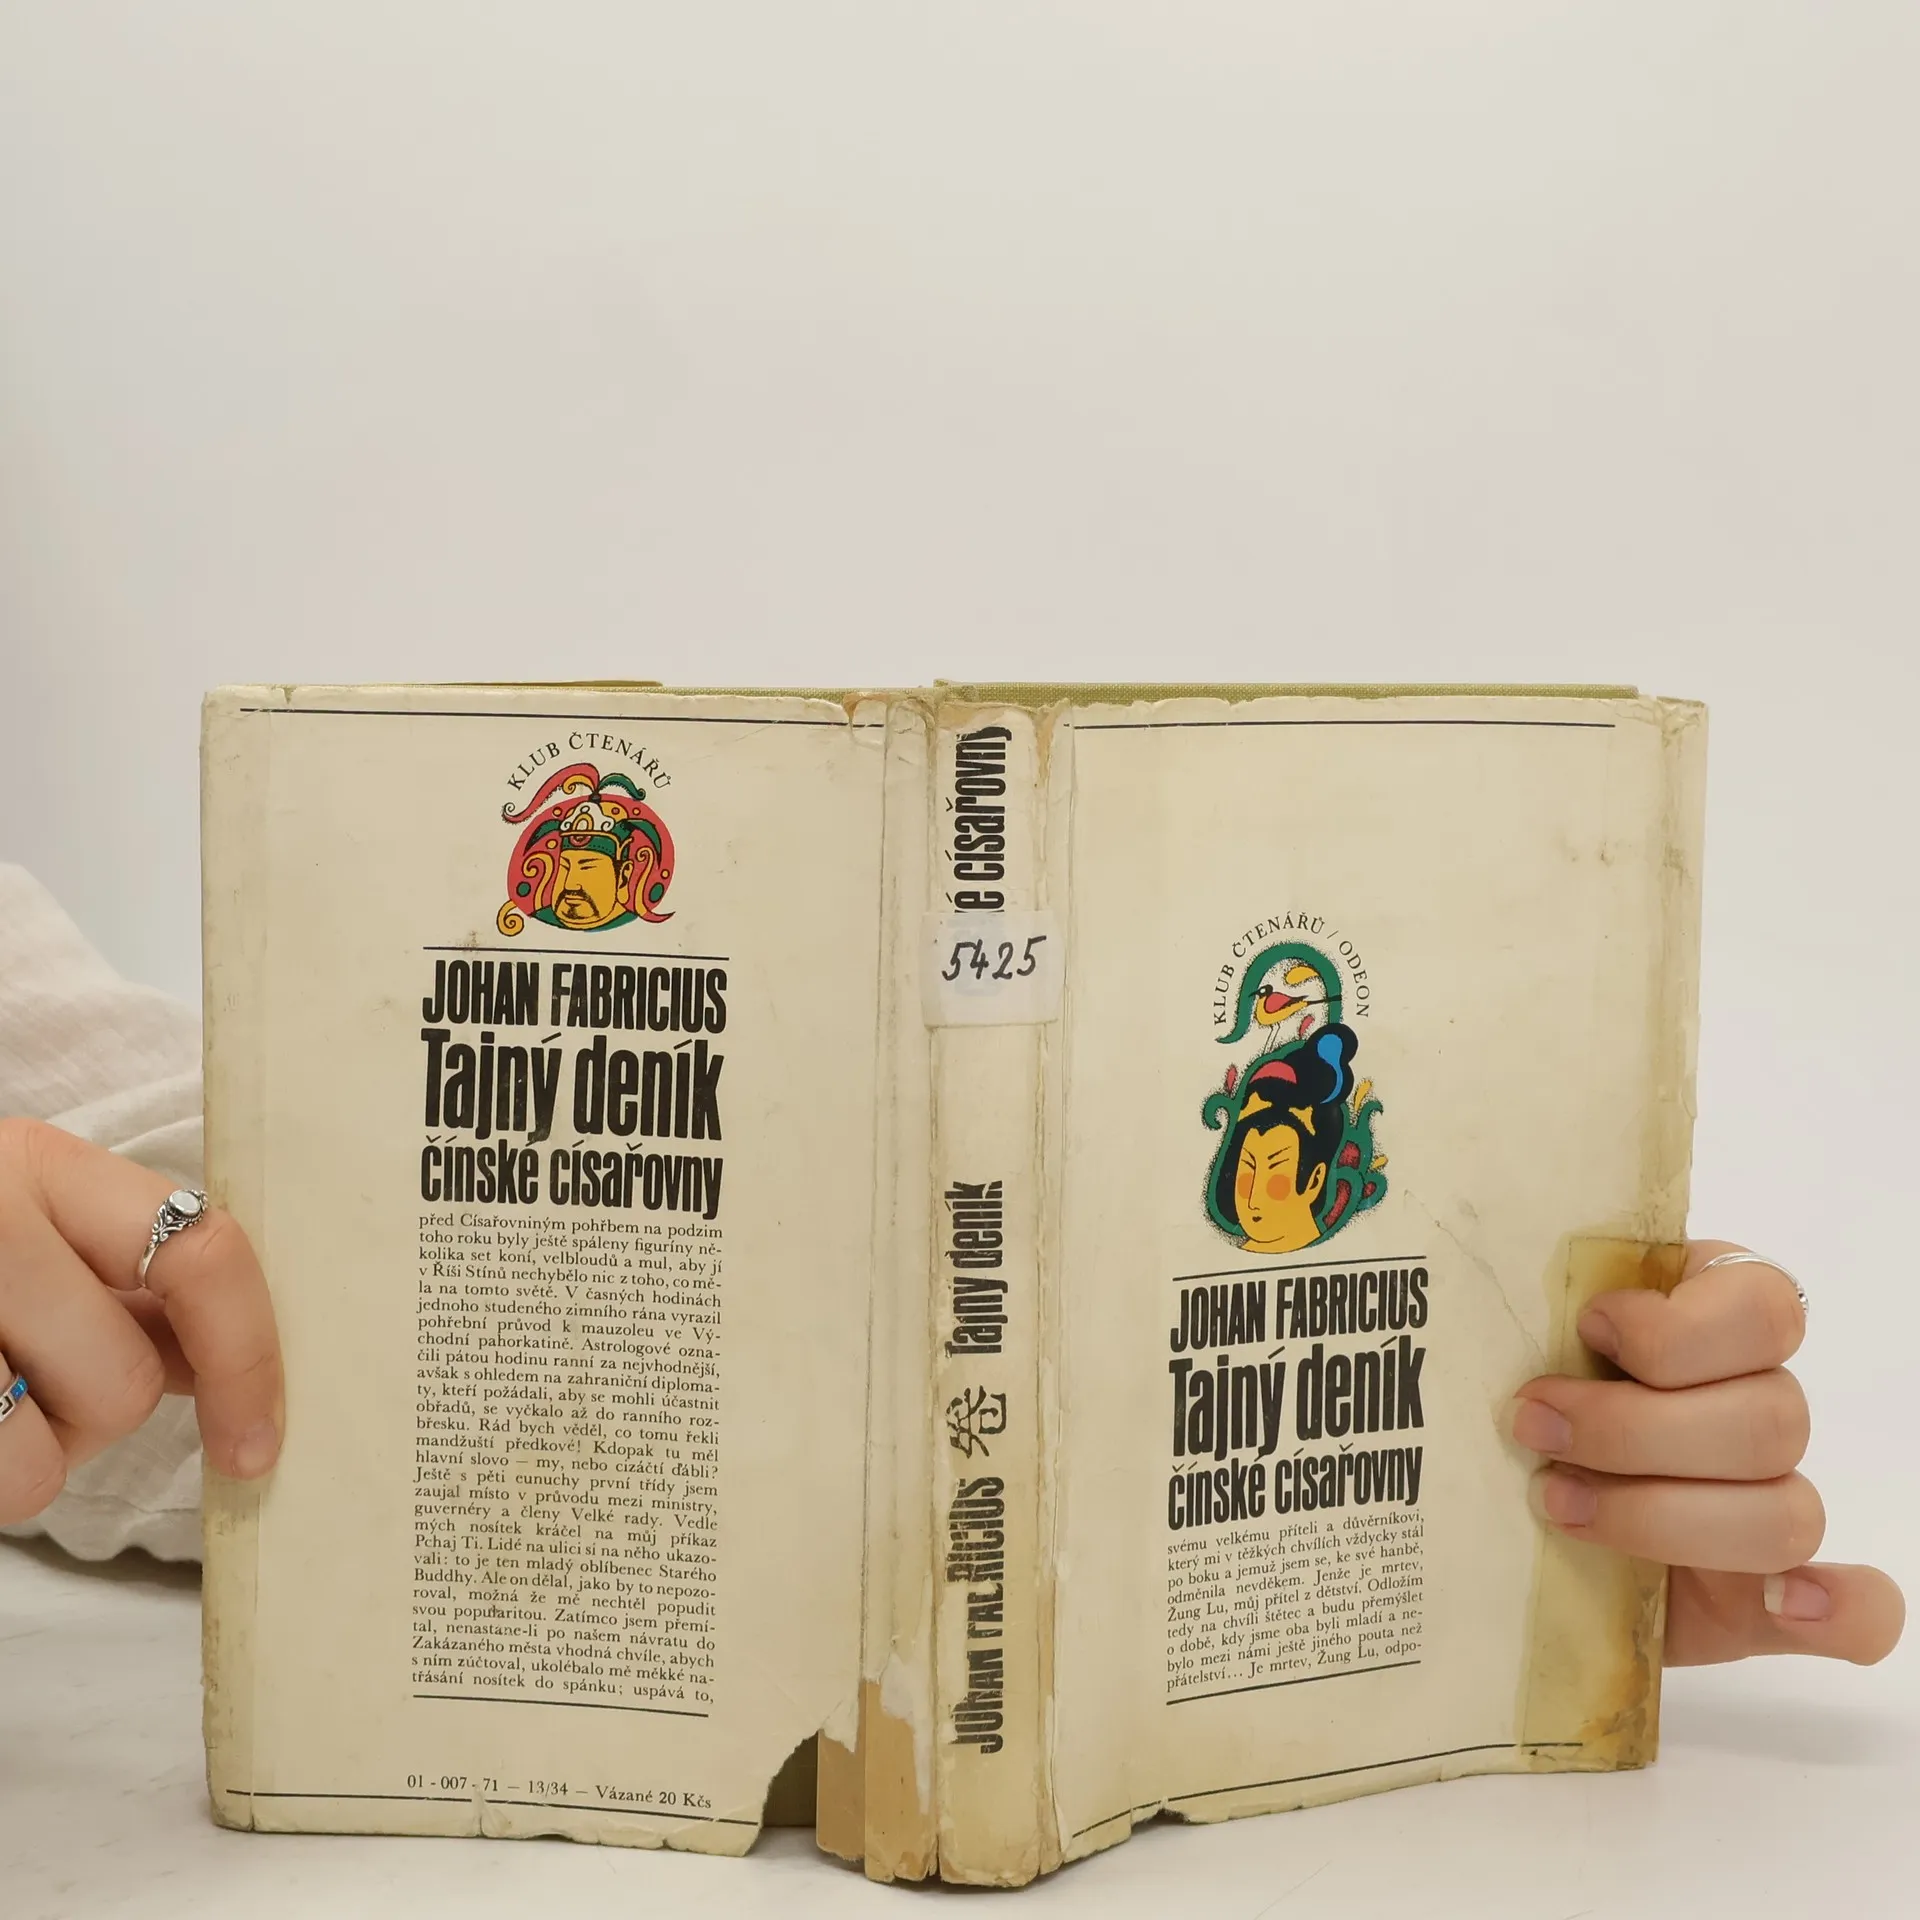 KLUB ČTENÁŘŮ
JOHAN FABRICIUS
Tajný deník
čínské císařovny
před Císařovniným pohřbem na podzim
toho roku byly ještě spáleny figuríny ně-
kolika set koní, velbloudů a mul, aby jí
v Říši Stínů nechybělo nic z toho, co mě-
la na tomto světě. V časných hodinách
jednoho studeného zimního rána vyrazil
pohřební průvod k mauzoleu ve Vý-
chodní pahorkatině. Astrologové ozna-
čili pátou hodinu ranní za nejvhodnější,
avšak s ohledem na zahraniční diploma-
ty, kteří požádali, aby se mohli účastnit
obřadů, se vyčkalo až do ranního roz-
břesku. Rád bych věděl, co tomu řekli
mandžuští předkové! Kdopak tu měl
hlavní slovo — my, nebo cizáčtí ďábli?
Ještě s pěti eunuchy první třídy jsem
zaujal místo v průvodu mezi ministry,
guvernéry a členy Velké rady. Vedle
mých nosítek kráčel na můj příkaz
Pchaj Ti. Lidé na ulici si na něho ukazo-
vali: to je ten mladý oblíbenec Starého
Buddhy. Ale on dělal, jako by to nepozo-
roval, možná že mě nechtěl popudit
svou popularitou. Zatímco jsem přemí-
tal, nenastane-li po našem návratu do
Zakázaného města vhodná chvíle, abych
s ním zúčtoval, ukolébalo mě měkké na-
třásání nosítek do spánku; uspává to,
01 - 007 - 71 — 13/34 — Vázané 20 Kčs
JOHAN FABRICIUS
Tajný deník
ké císařovny
5425
KLUB ČTENÁŘŮ / ODEON
JOHAN FABRICIUS
Tajný deník
čínské císařovny
svému velkému příteli a důvěrníkovi,
který mi v těžkých chvílích vždycky stál
po boku a jemuž jsem se, ke své hanbě,
odměnila nevděkem. Jenže je mrtev,
Žung Lu, můj přítel z dětství. Odložím
tedy na chvíli štětec a budu přemýšlet
o době, kdy jsme oba byli mladí a ne-
bylo mezi námi ještě jiného pouta než
přátelství... Je mrtev, Žung Lu, odpo-